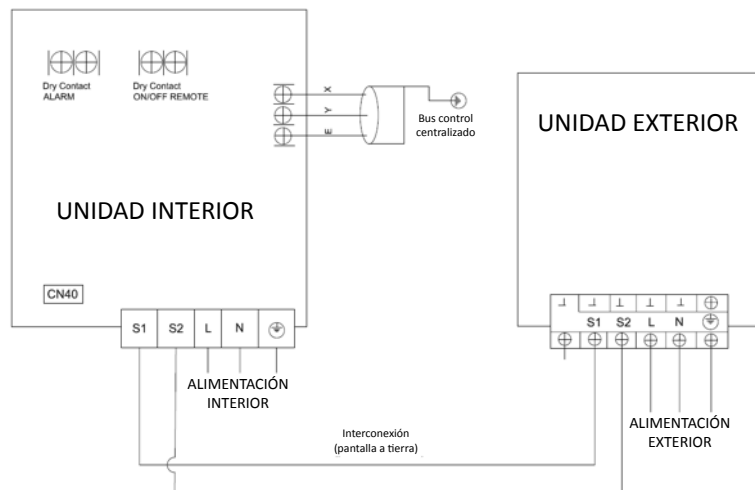 Dry Contact
ALARM
Dry Contact
ON/OFF REMOTE
X
Y
E
Bus control
centralizado
UNIDAD INTERIOR
UNIDAD EXTERIOR
CN40
S1 S2 L N
S1 S2 L N
ALIMENTACIÓN
INTERIOR
ALIMENTACIÓN
EXTERIOR
Interconexión
(pantalla a tierra)